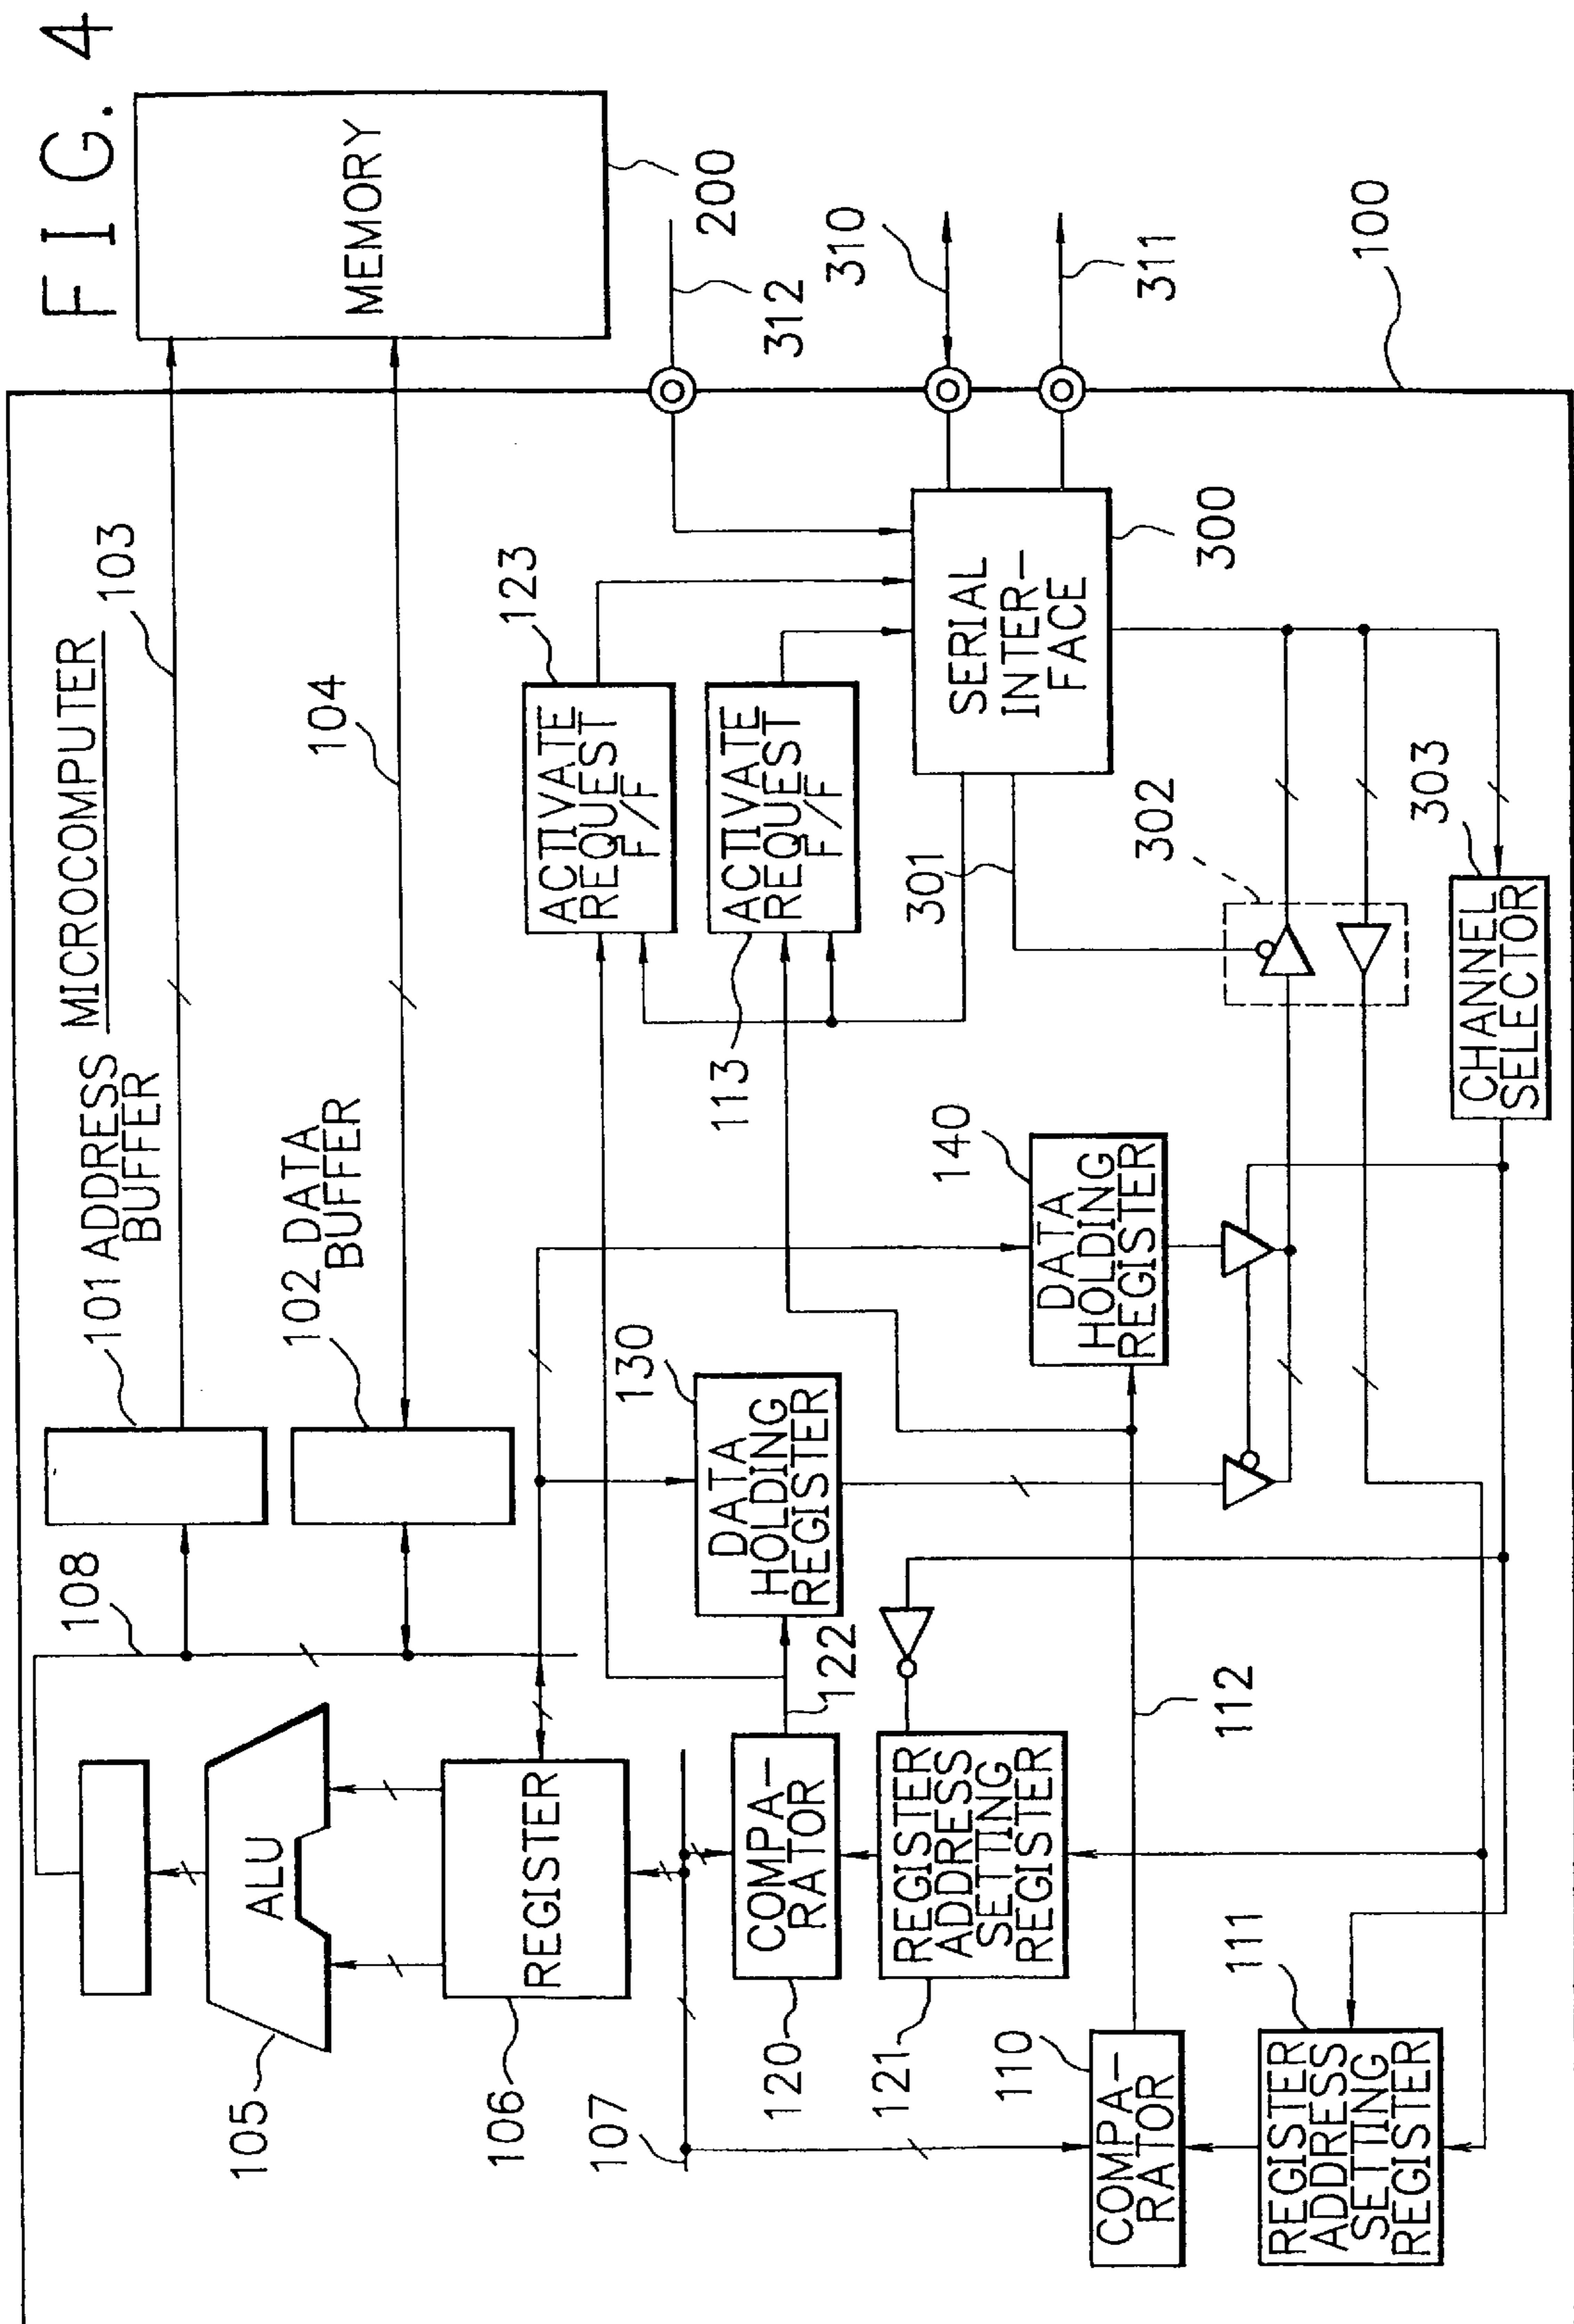 FIG. 4
MEMORY
200
312
310
311
100
MICROCOMPUTER
103
104
101 ADDRESS
BUFFER
102 DATA
BUFFER
108
123
ACTIVATE
REQUEST
F/F
113
ACTIVATE
REQUEST
F/F
SERIAL
INTER-
FACE
300
301
302
303
CHANNEL
SELECTOR
130
DATA
HOLDING
REGISTER
140
DATA
HOLDING
REGISTER
105
ALU
106
REGISTER
107
120
COMPA-
RATOR
122
121
REGISTER
ADDRESS
SETTING
REGISTER
110
COMPA-
RATOR
112
111
REGISTER
ADDRESS
SETTING
REGISTER